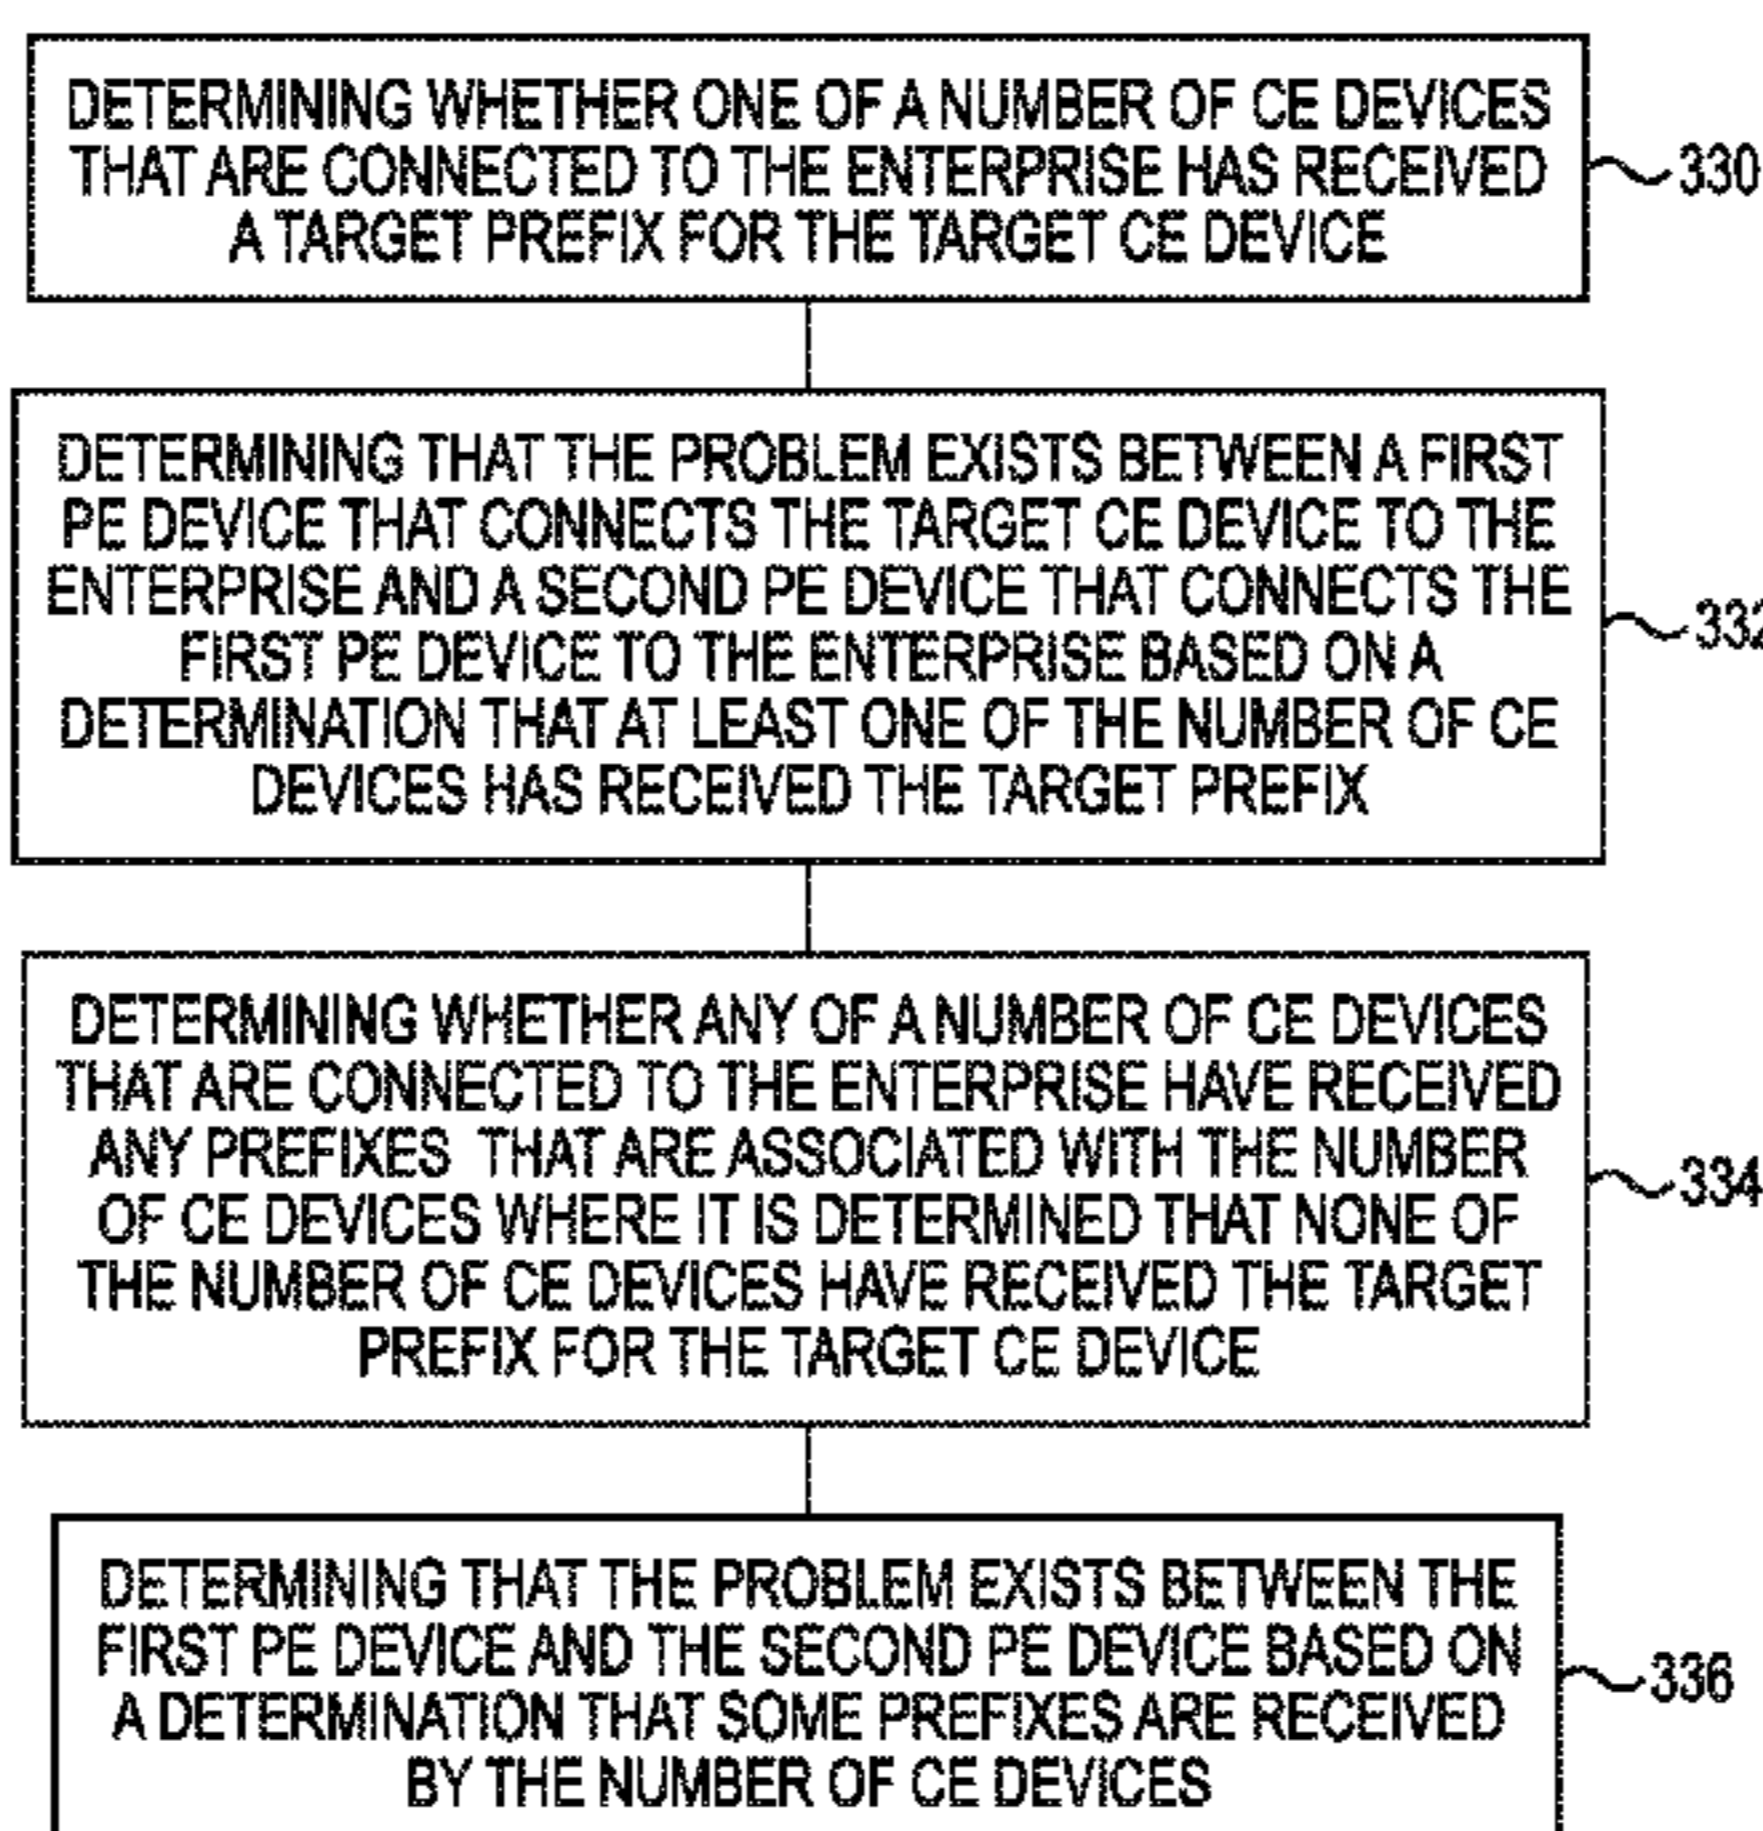 DETERMINING WHETHER ONE OF A NUMBER OF CE DEVICES
THAT ARE CONNECTED TO THE ENTERPRISE HAS RECEIVED
A TARGET PREFIX FOR THE TARGET CE DEVICE
330
DETERMINING THAT THE PROBLEM EXISTS BETWEEN A FIRST
PE DEVICE THAT CONNECTS THE TARGET CE DEVICE TO THE
ENTERPRISE AND A SECOND PE DEVICE THAT CONNECTS THE
FIRST PE DEVICE TO THE ENTERPRISE BASED ON A
DETERMINATION THAT AT LEAST ONE OF THE NUMBER OF CE
DEVICES HAS RECEIVED THE TARGET PREFIX
332
DETERMINING WHETHER ANY OF A NUMBER OF CE DEVICES
THAT ARE CONNECTED TO THE ENTERPRISE HAVE RECEIVED
ANY PREFIXES THAT ARE ASSOCIATED WITH THE NUMBER
OF CE DEVICES WHERE IT IS DETERMINED THAT NONE OF
THE NUMBER OF CE DEVICES HAVE RECEIVED THE TARGET
PREFIX FOR THE TARGET CE DEVICE
334
DETERMINING THAT THE PROBLEM EXISTS BETWEEN THE
FIRST PE DEVICE AND THE SECOND PE DEVICE BASED ON
A DETERMINATION THAT SOME PREFIXES ARE RECEIVED
BY THE NUMBER OF CE DEVICES
336